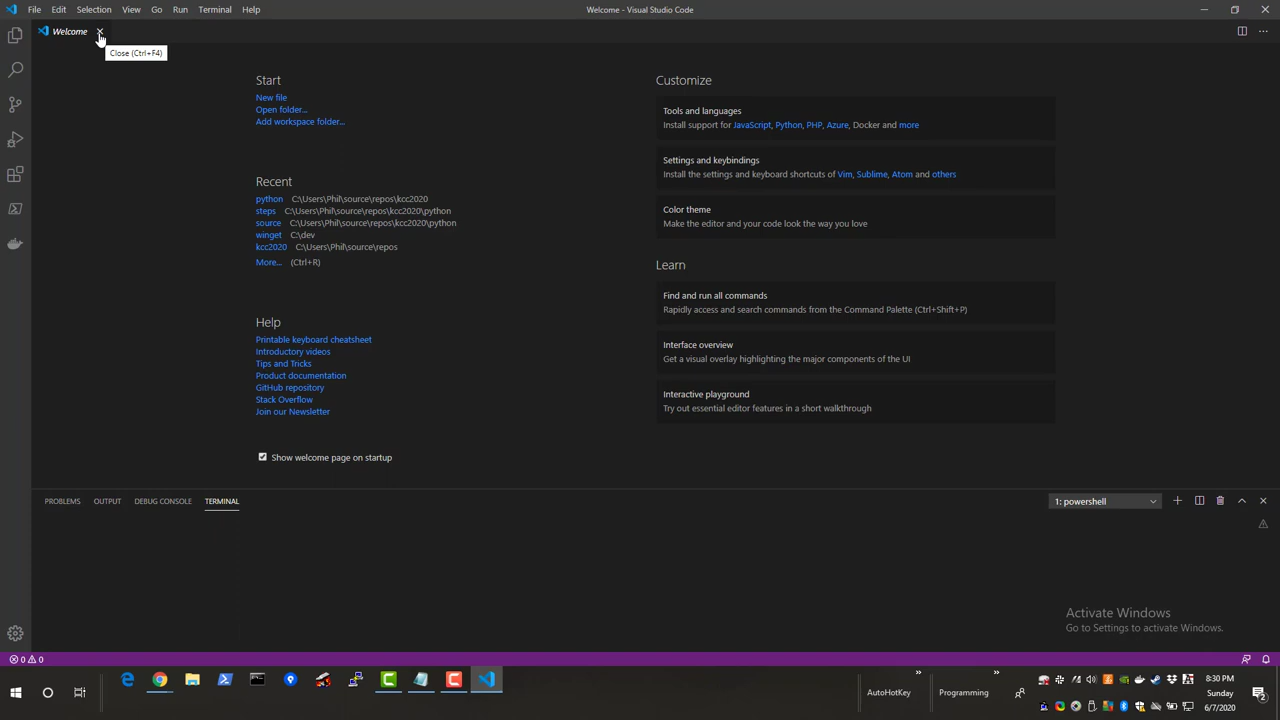 File Edit Selection View Go Run Terminal Help
Welcome - Visual Studio Code
Welcome
Close (Ctrl+F4)
Start
New file
Open folder...
Add workspace folder...
Recent
python C:\Users\Phil\source\repos\kcc2020
steps C:\Users\Phil\source\repos\kcc2020\python
source C:\Users\Phil\source\repos\kcc2020\python
winget C:\dev
kcc2020 C:\Users\Phil\source\repos
More... (Ctrl+R)
Help
Printable keyboard cheatsheet
Introductory videos
Tips and Tricks
Product documentation
GitHub repository
Stack Overflow
Join our Newsletter
Show welcome page on startup
Customize
Tools and languages
Install support for JavaScript, Python, PHP, Azure, Docker and more
Settings and keybindings
Install the settings and keyboard shortcuts of Vim, Sublime, Atom and others
Color theme
Make the editor and your code look the way you love
Learn
Find and run all commands
Rapidly access and search commands from the Command Palette (Ctrl+Shift+P)
Interface overview
Get a visual overlay highlighting the major components of the UI
Interactive playground
Try out essential editor features in a short walkthrough
PROBLEMS OUTPUT DEBUG CONSOLE TERMINAL
1: powershell
Activate Windows
Go to Settings to activate Windows.
0 0
AutoHotKey
Programming
8:30 PM
Sunday
6/7/2020
2